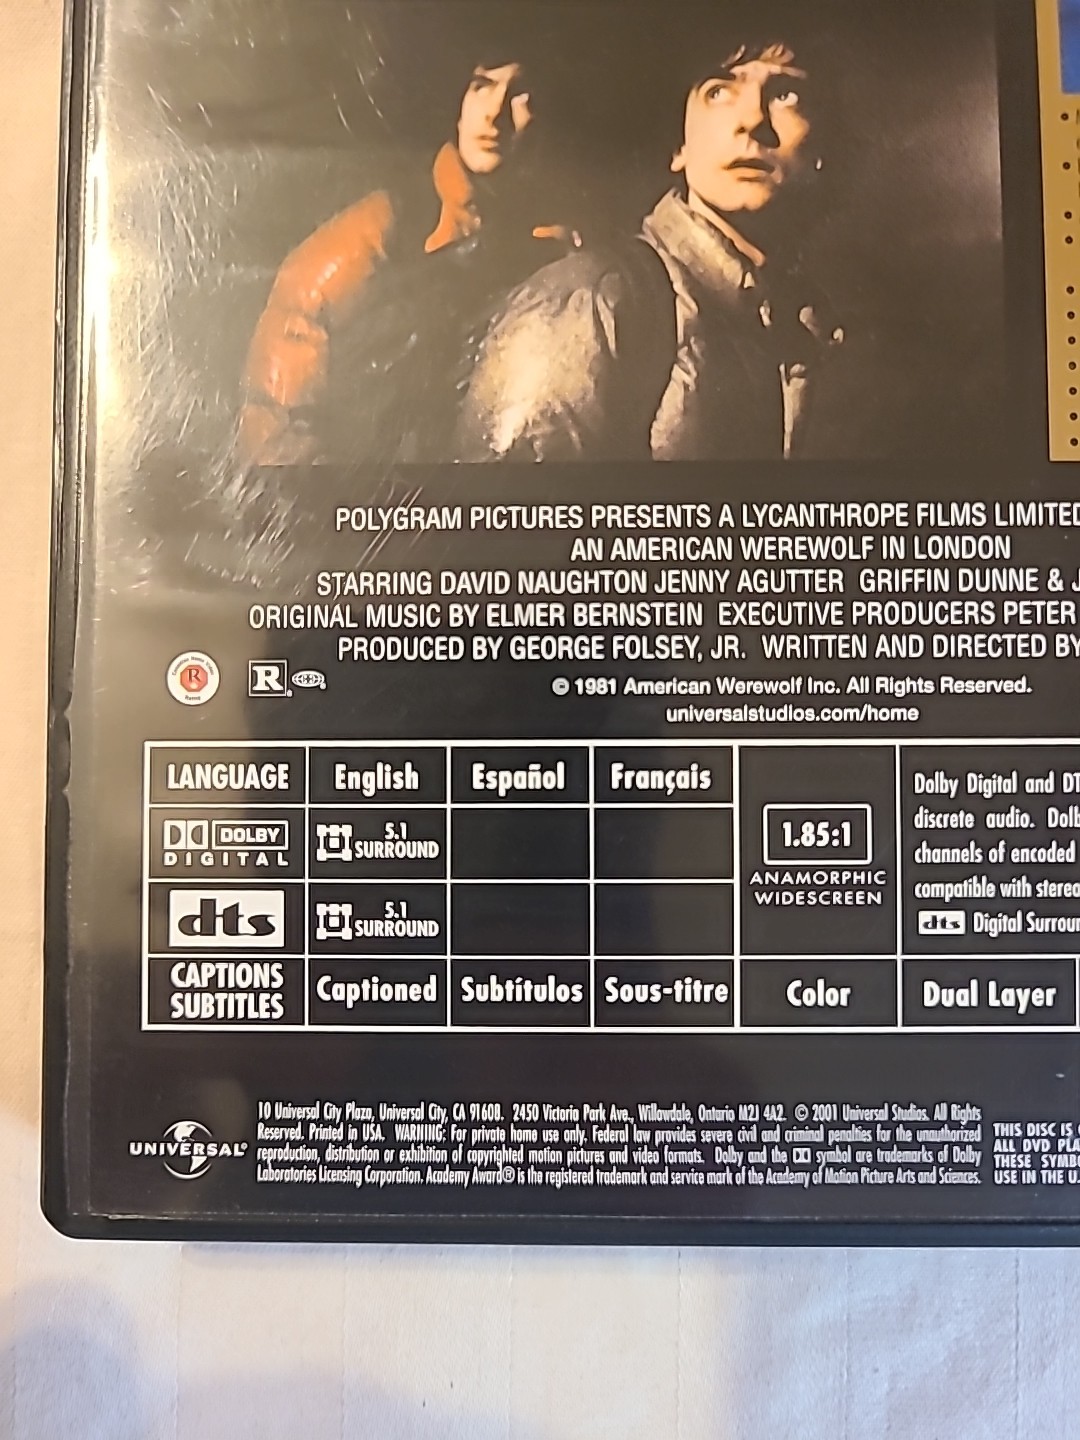 POLYGRAM PICTURES PRESENTS A LYCANTHROPE FILMS LIMITED
AN AMERICAN WEREWOLF IN LONDON
STARRING DAVID NAUGHTON JENNY AGUTTER GRIFFIN DUNNE &
ORIGINAL MUSIC BY ELMER BERNSTEIN EXECUTIVE PRODUCERS PETER
PRODUCED BY GEORGE FOLSEY, JR. WRITTEN AND DIRECTED BY
R
R
© 1981 American Werewolf Inc. All Rights Reserved.
universalstudios.com/home
LANGUAGE English Español Français
DOLBY
DIGITAL
5.1
SURROUND
dts
5.1
SURROUND
CAPTIONS
SUBTITLES
Captioned Subtítulos Sous-titre
1.85:1
ANAMORPHIC
WIDESCREEN
Color Dual Layer
Dolby Digital and DT
discrete audio. Dolb
channels of encoded
compatible with sterea
dts Digital Surrou
UNIVERSAL®
10 Universal City Plaza, Universal City, CA 91608. 2450 Victoria Park Ave., Willowdale, Ontario M2J 4A2. © 2001 Universal Studios. All Rights
Reserved. Printed in USA. WARNING: For private home use only. Federal law provides severe civil and criminal penalties for the unauthorized
reproduction, distribution or exhibition of copyrighted motion pictures and video formats. Dolby and the symbol are trademarks of Dolby
Laboratories Licensing Corporation. Academy Award® is the registered trademark and service mark of the Academy of Motion Picture Arts and Sciences.
THIS DISC IS
ALL DVD PLA
THESE SYMB
USE IN THE U.